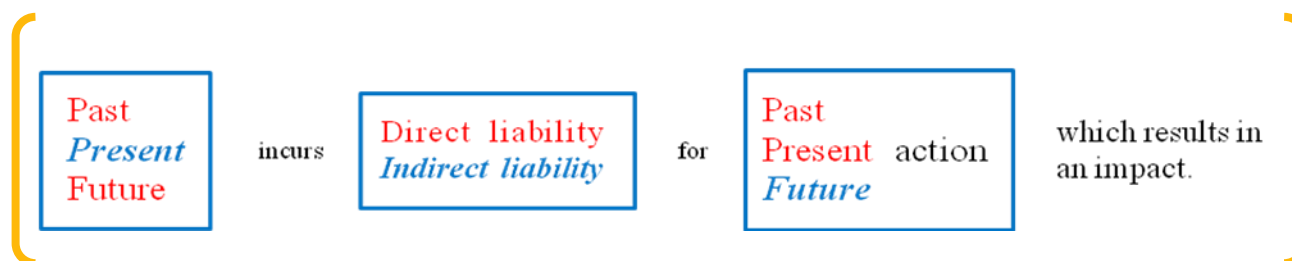 Past
Present
Future
incurs
Direct liability
Indirect liability
for
Past
Present action
Future
which results in
an impact.